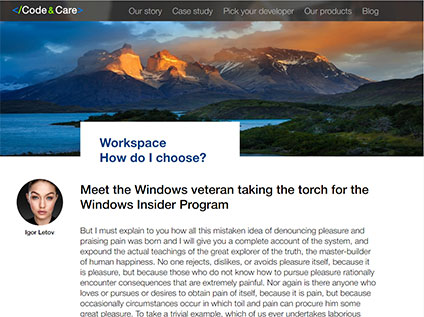 </Code&Care>
Our story Case study Pick your developer Our products Blog
Workspace
How do I choose?
Igor Letov
Meet the Windows veteran taking the torch for the
Windows Insider Program
But I must explain to you how all this mistaken idea of denouncing pleasure and
praising pain was born and I will give you a complete account of the system, and
expound the actual teachings of the great explorer of the truth, the master-builder
of human happiness. No one rejects, dislikes, or avoids pleasure itself, because it
is pleasure, but because those who do not know how to pursue pleasure rationally
encounter consequences that are extremely painful. Nor again is there anyone who
loves or pursues or desires to obtain pain of itself, because it is pain, but because
occasionally circumstances occur in which toil and pain can procure him some
great pleasure. To take a trivial example, which of us ever undertakes laborious